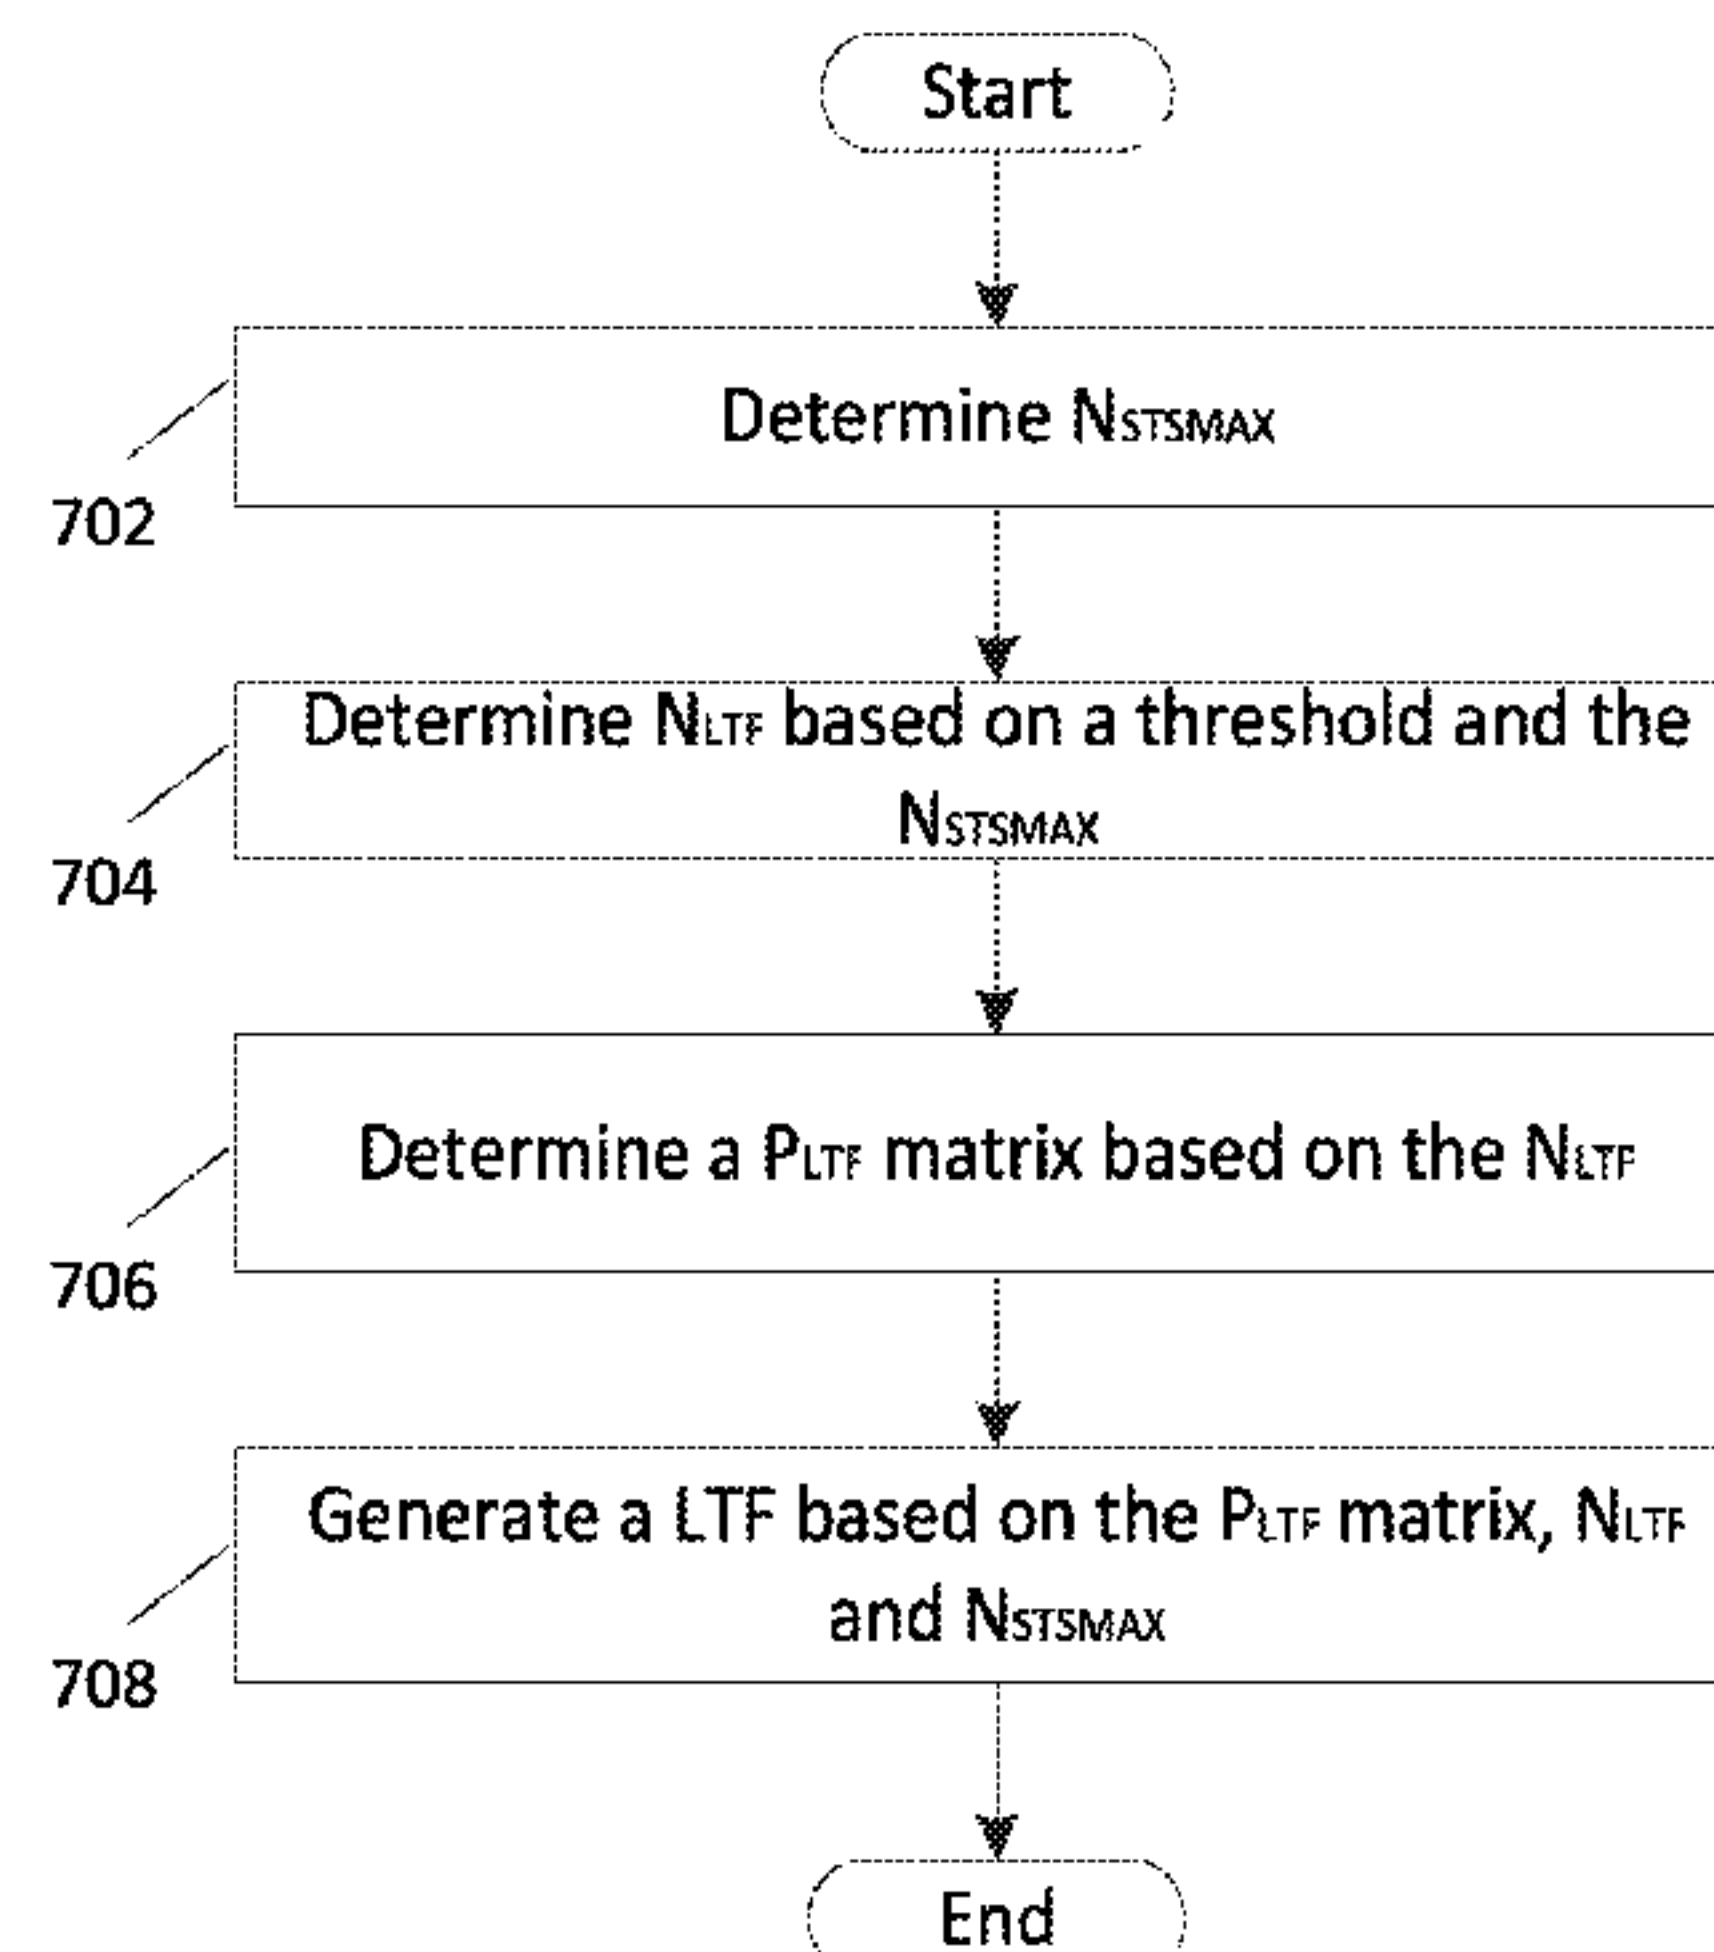 Start
Determine NSTSMAX
702
Determine NLTF based on a threshold and the
NSTSMAX
704
Determine a PLTF matrix based on the NLTF
706
Generate a LTF based on the PLTF matrix, NLTF
and NSTSMAX
708
End